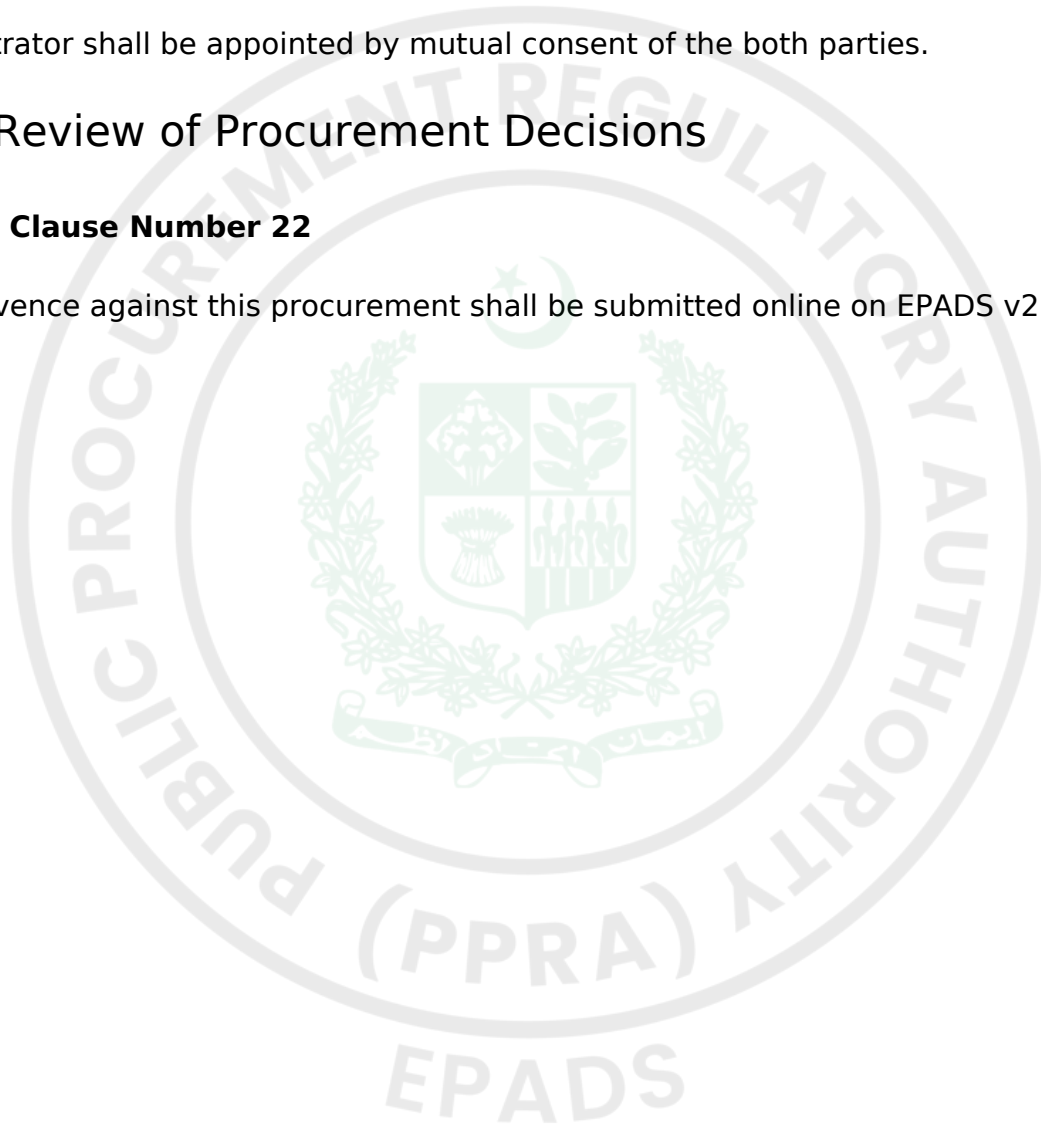 trator shall be appointed by mutual consent of the both parties.
Review of Procurement Decisions
Clause Number 22
vence against this procurement shall be submitted online on EPADS v2
PUBLIC PROCUREMENT REGULATORY AUTHORITY
(PPRA)
EPADS